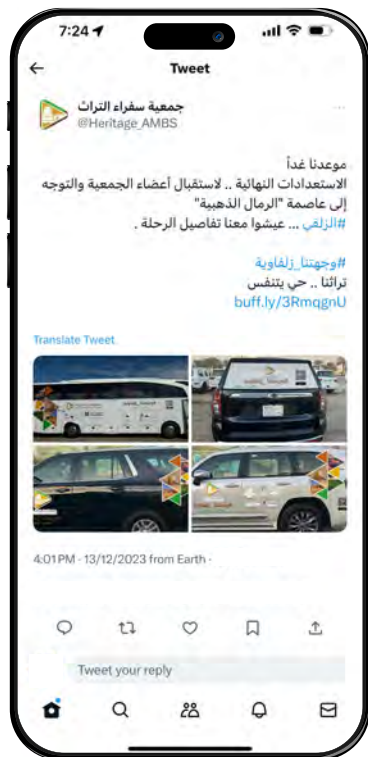 7:24
Tweet
جمعية سفراء التراث
@Heritage_AMBS
موعدنا غداً
الاستعدادات النهائية .. لاستقبال أعضاء الجمعية والتوجه
إلى عاصمة "الرمال الذهبية"
#الزلفي ... عيشوا معنا تفاصيل الرحلة .
#وجهتنا_زلفاوية
تراثنا .. حي يتنفس
buff.ly/3RmqgnU
Translate Tweet
4:01 PM · 13/12/2023 from Earth ·
Tweet your reply